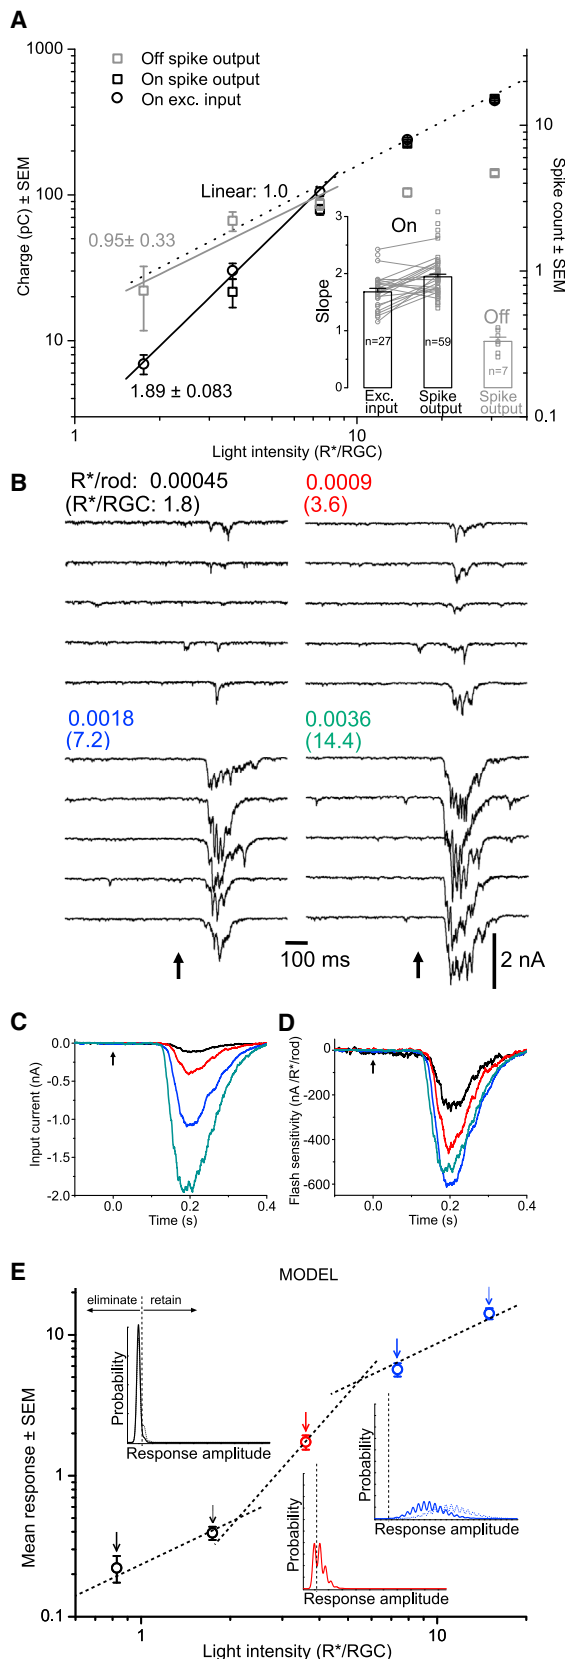 A
1000
100
10
Charge (pC) ± SEM
Off spike output
On spike output
On exc. input
Linear: 1.0
0.95± 0.33
1.89 ± 0.083
10
1
0.1
Spike count ± SEM
3
2
1
0
Slope
On
Off
n=27
n=59
n=7
Exc. input
Spike output
Spike output
1
10
Light intensity (R*/RGC)
B
R*/rod: 0.00045
(R*/RGC: 1.8)
0.0009
(3.6)
0.0018
(7.2)
0.0036
(14.4)
100 ms
2 nA
C
0.0
-0.5
-1.0
-1.5
-2.0
Input current (nA)
0.0
0.2
0.4
Time (s)
D
0
-200
-400
-600
Flash sensitivity (nA /R*/rod)
0.0
0.2
0.4
Time (s)
E
MODEL
eliminate
retain
Probability
Response amplitude
Probability
Response amplitude
Probability
Response amplitude
10
1
0.1
Mean response ± SEM
1
10
Light intensity (R*/RGC)